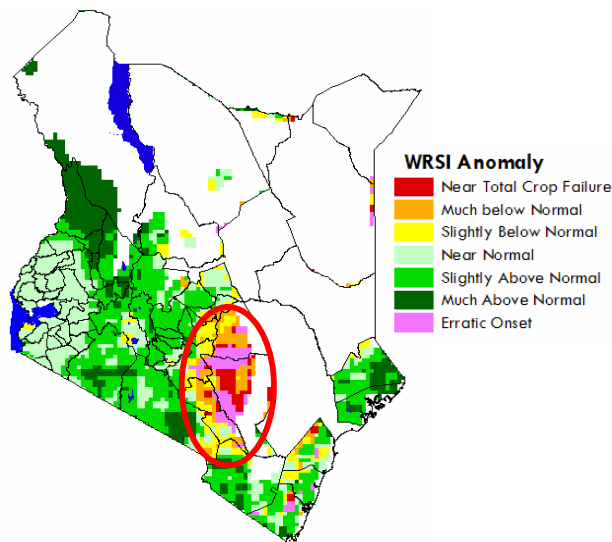 WRSI Anomaly
Near Total Crop Failure
Much below Normal
Slightly Below Normal
Near Normal
Slightly Above Normal
Much Above Normal
Erratic Onset